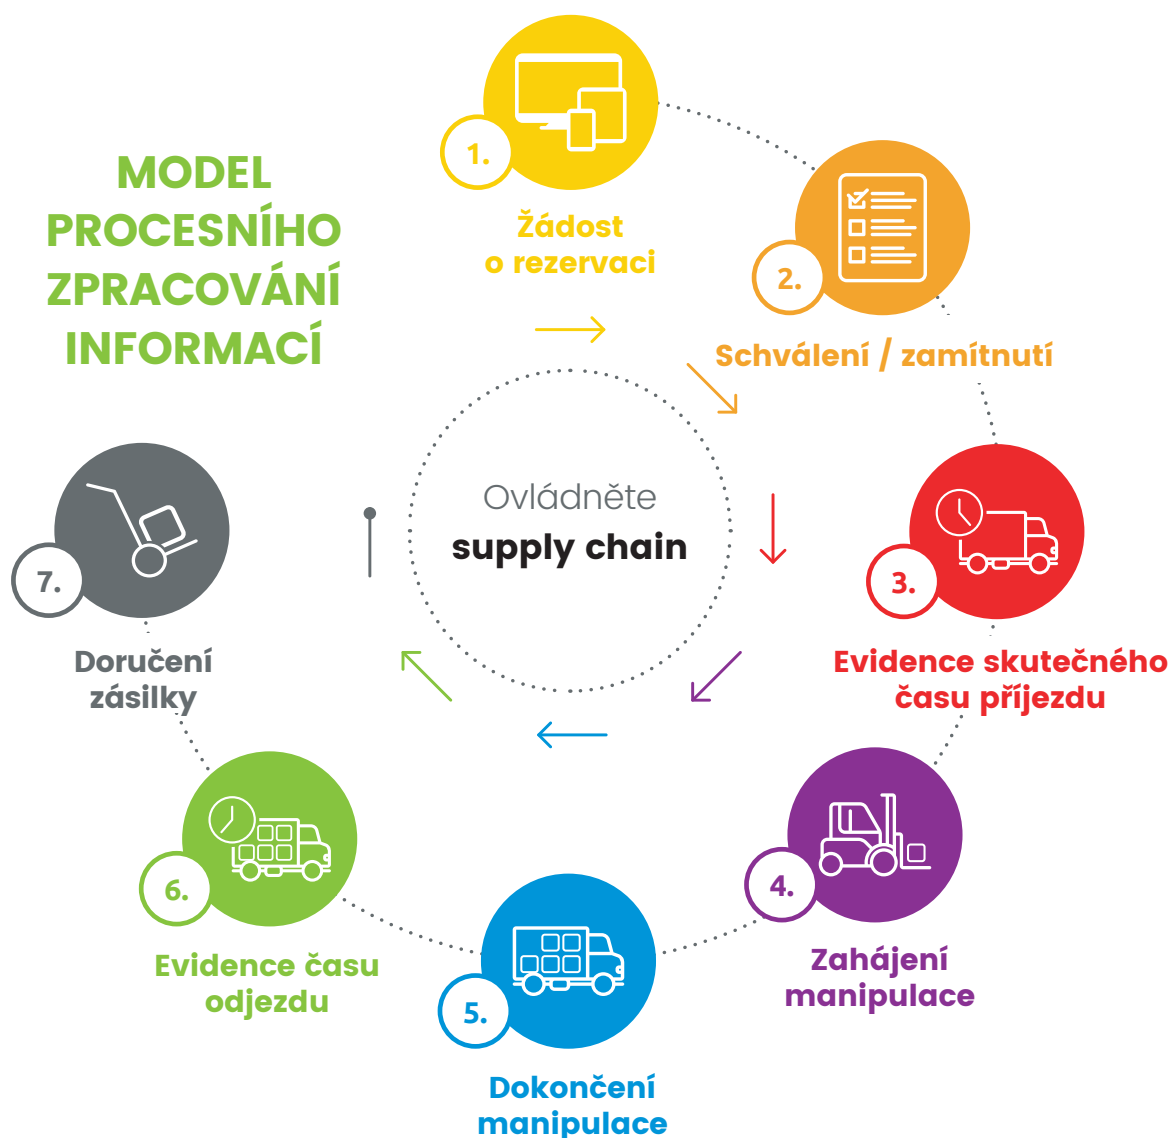 MODEL
PROCESNÍHO
ZPRACOVÁNÍ
INFORMACÍ
1.
Žádost
o rezervaci
2.
Schválení / zamítnutí
3.
Evidence skutečného
času příjezdu
4.
Zahájení
manipulace
5.
Dokončení
manipulace
6.
Evidence času
odjezdu
7.
Doručení
zásilky
Ovládněte
supply chain